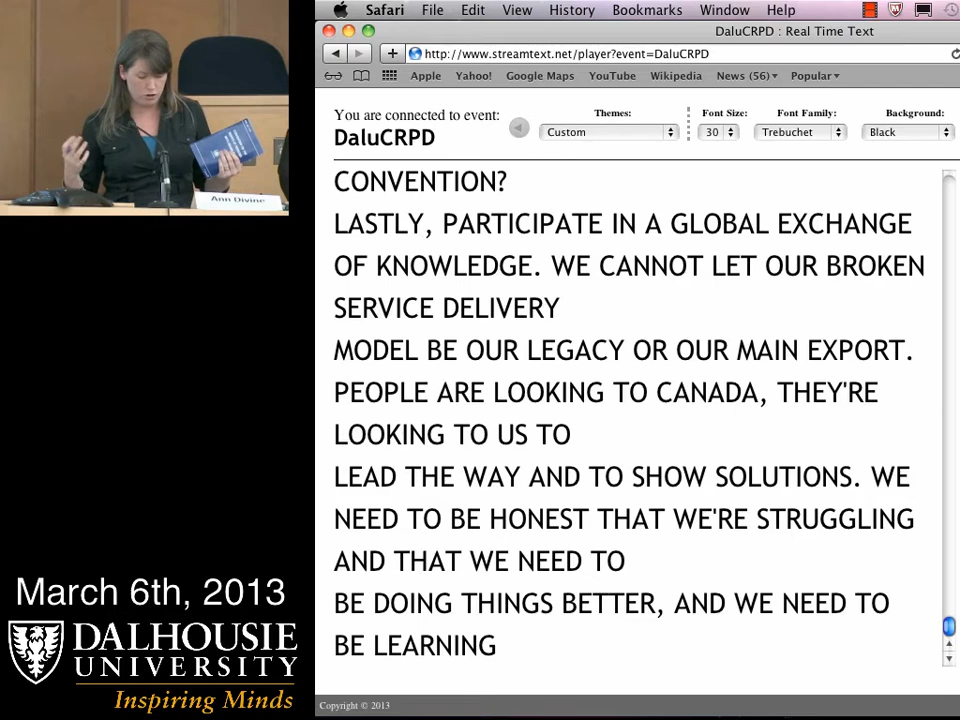 Safari File Edit View History Bookmarks Window Help
DaluCRPD : Real Time Text
http://www.streamtext.net/player?event=DaluCRPD
Apple Yahoo! Google Maps YouTube Wikipedia News (56) Popular
You are connected to event:
DaluCRPD
Themes: Font Size: Font Family: Background:
Custom 30 Trebuchet Black
CONVENTION?
LASTLY, PARTICIPATE IN A GLOBAL EXCHANGE
OF KNOWLEDGE. WE CANNOT LET OUR BROKEN
SERVICE DELIVERY
MODEL BE OUR LEGACY OR OUR MAIN EXPORT.
PEOPLE ARE LOOKING TO CANADA, THEY'RE
LOOKING TO US TO
LEAD THE WAY AND TO SHOW SOLUTIONS. WE
NEED TO BE HONEST THAT WE'RE STRUGGLING
AND THAT WE NEED TO
BE DOING THINGS BETTER, AND WE NEED TO
BE LEARNING
Copyright © 2013
Ann Divine
March 6th, 2013
DALHOUSIE
UNIVERSITY
Inspiring Minds